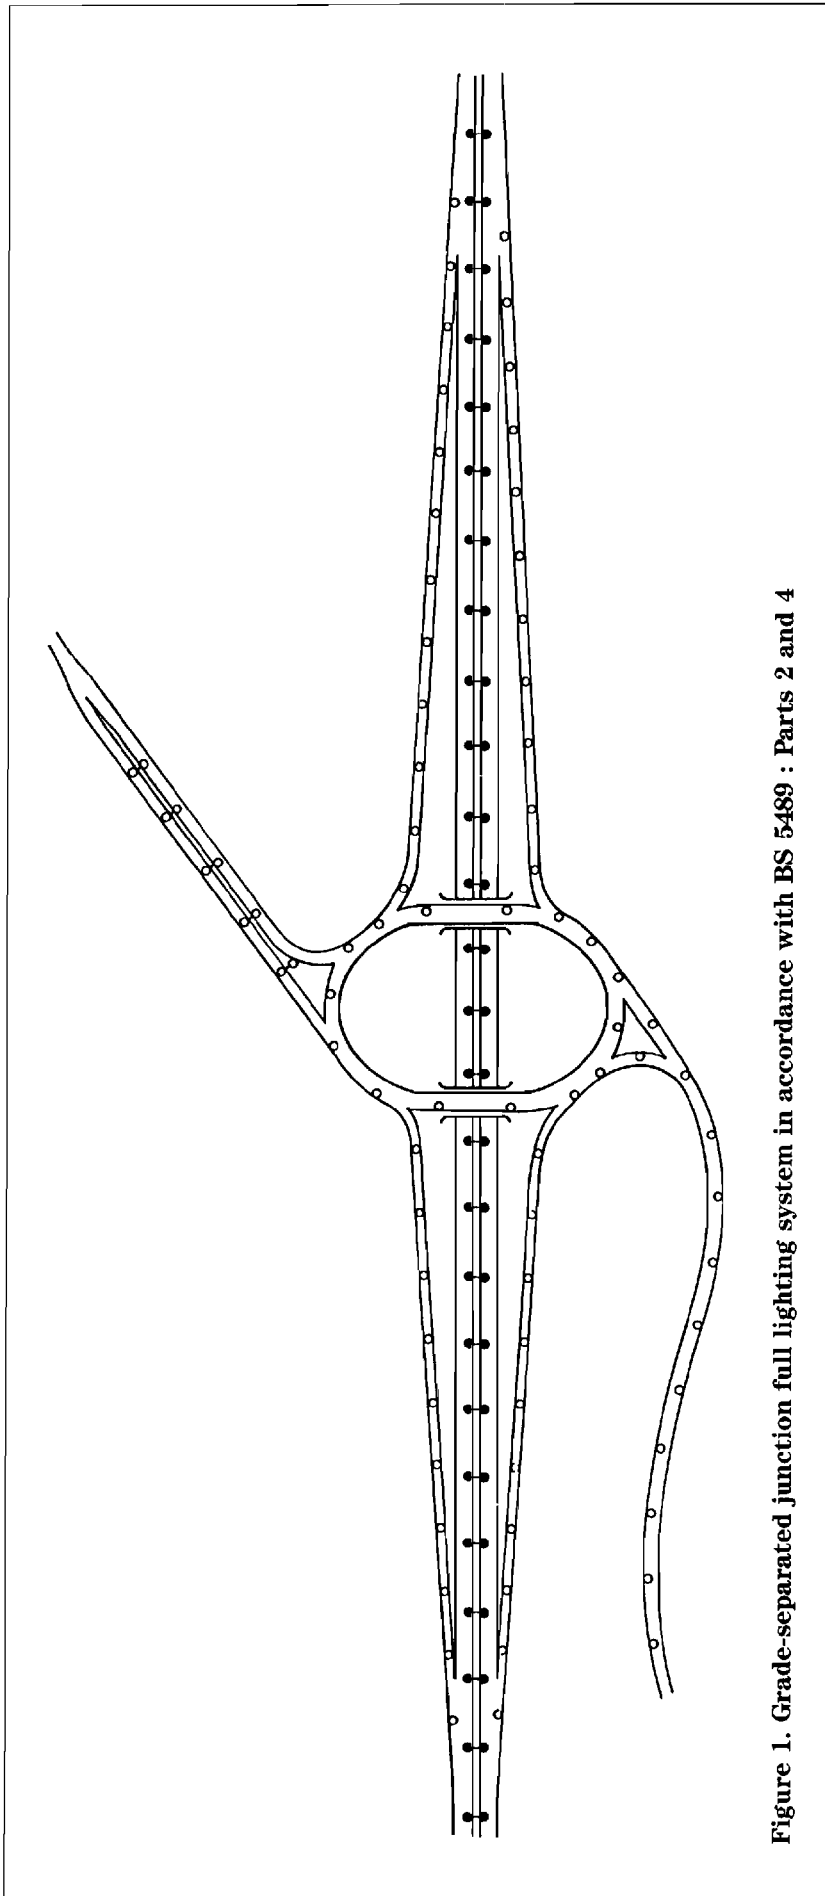 Figure 1. Grade-separated junction full lighting system in accordance with BS 5489 : Parts 2 and 4